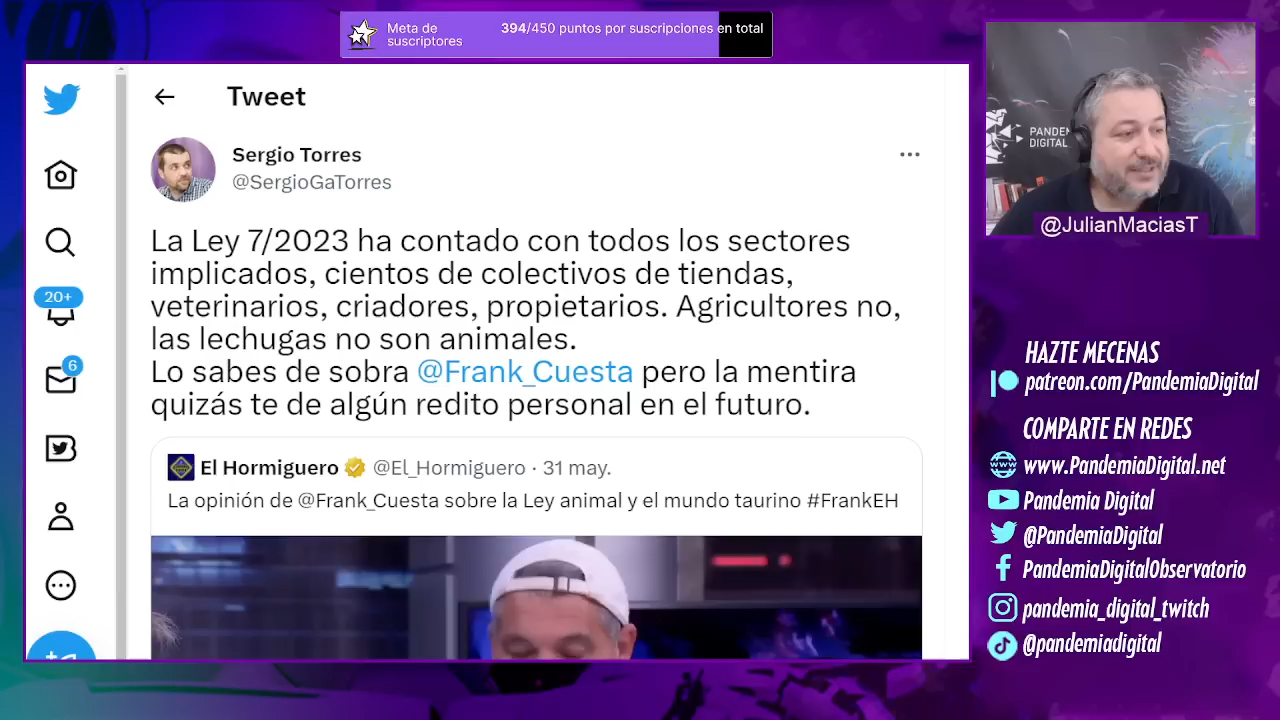 Meta de
suscriptores
394/450 puntos por suscripciones en total
Tweet
Sergio Torres
@SergioGaTorres
La Ley 7/2023 ha contado con todos los sectores
implicados, cientos de colectivos de tiendas,
veterinarios, criadores, propietarios. Agricultores no,
las lechugas no son animales.
Lo sabes de sobra @Frank_Cuesta pero la mentira
quizás te de algún redito personal en el futuro.
El Hormiguero @El_Hormiguero · 31 may.
La opinión de @Frank_Cuesta sobre la Ley animal y el mundo taurino #FrankEH
20+
6
PANDEM
DIGITAL
@JulianMaciasT
HAZTE MECENAS
patreon.com/PandemiaDigital
COMPARTE EN REDES
www.PandemiaDigital.net
Pandemia Digital
@PandemiaDigital
PandemiaDigitalObservatorio
pandemia_digital_twitch
@pandemiadigital